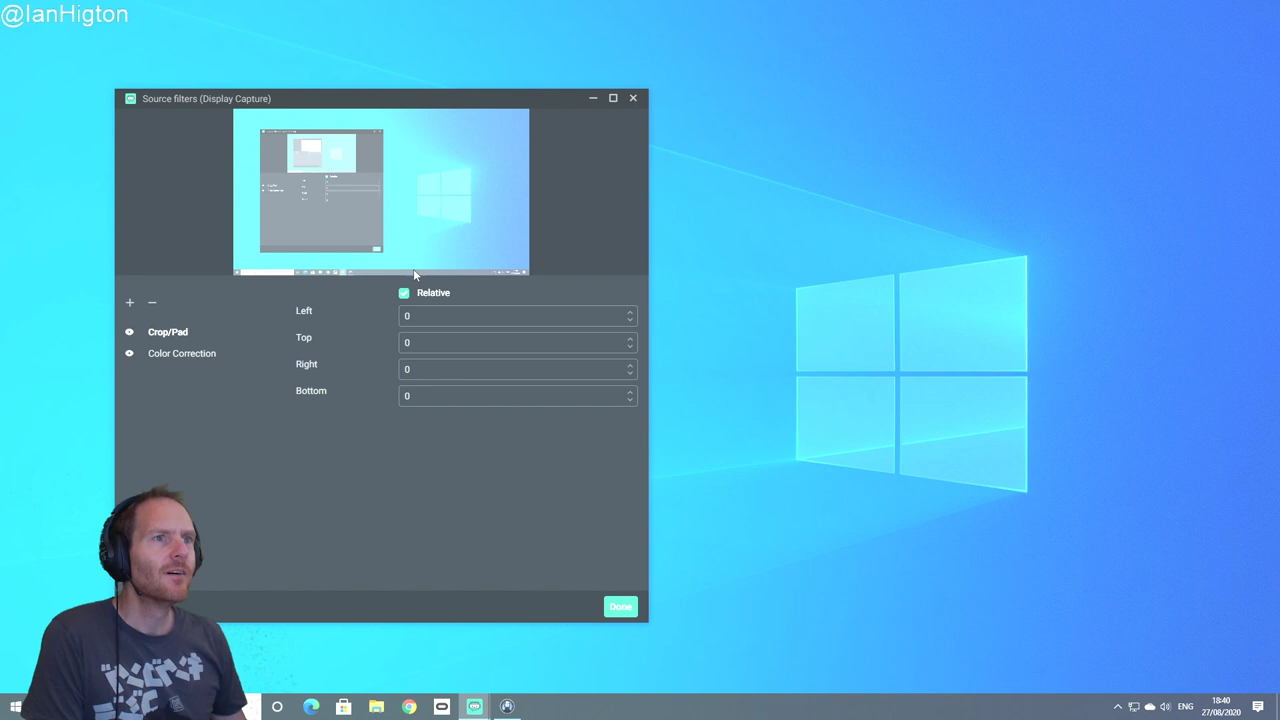 @IanHigton
Source filters (Display Capture)
Relative
Left
0
Crop/Pad
Top
0
Color Correction
Right
0
Bottom
0
Done
ENG
18:40
27/08/2020